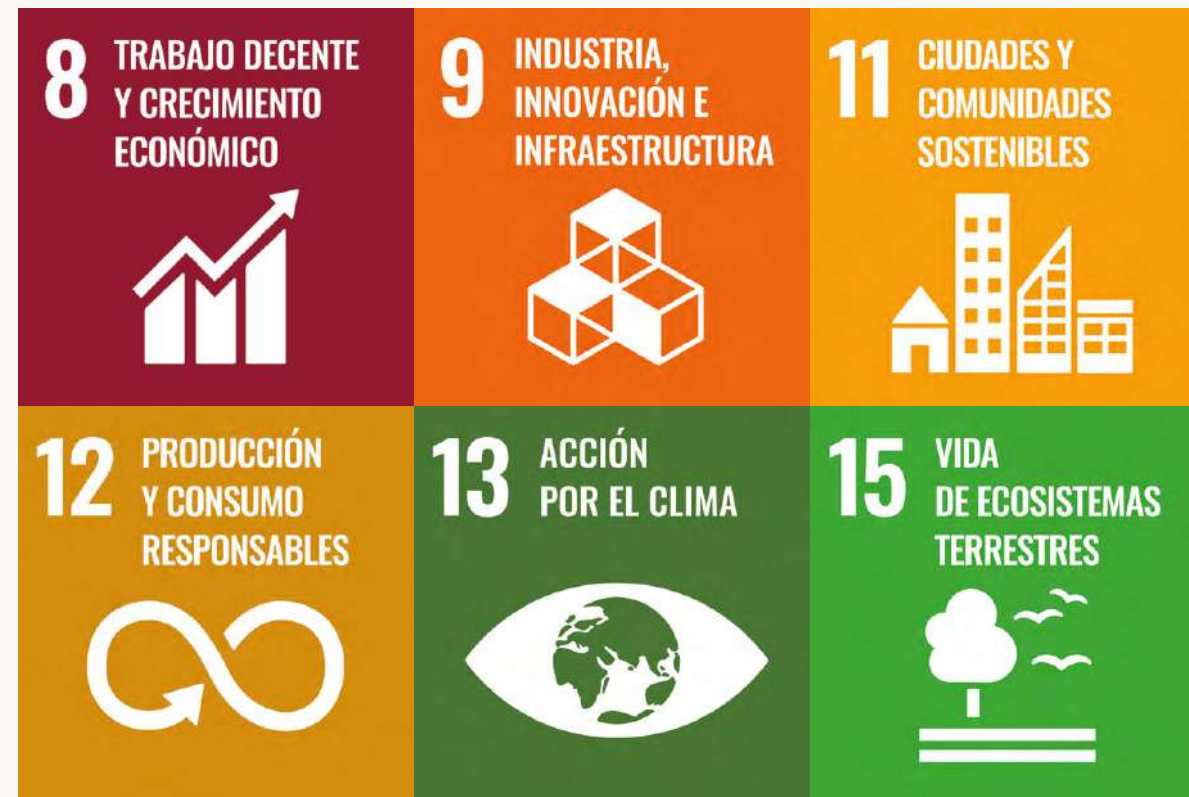 8
TRABAJO DECENTE
Y CRECIMIENTO
ECONÓMICO
9
INDUSTRIA,
INNOVACIÓN E
INFRAESTRUCTURA
11
CIUDADES Y
COMUNIDADES
SOSTENIBLES
12
PRODUCCIÓN
Y CONSUMO
RESPONSABLES
13
ACCIÓN
POR EL CLIMA
15
VIDA
DE ECOSISTEMAS
TERRESTRES